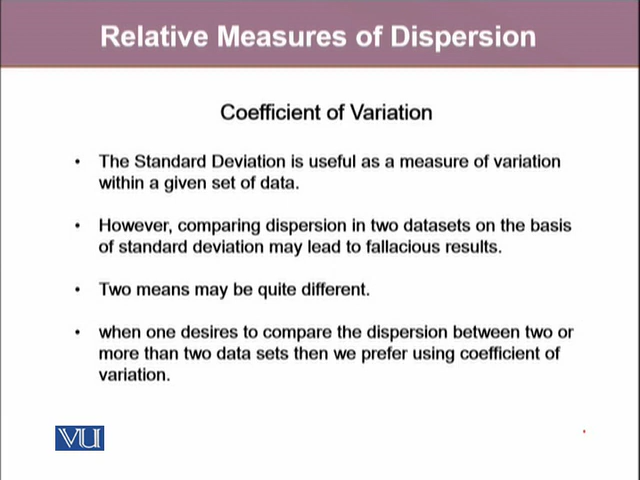 Relative Measures of Dispersion
Coefficient of Variation
• The Standard Deviation is useful as a measure of variation
within a given set of data.
• However, comparing dispersion in two datasets on the basis
of standard deviation may lead to fallacious results.
• Two means may be quite different.
• when one desires to compare the dispersion between two or
more than two data sets then we prefer using coefficient of
variation.
VU